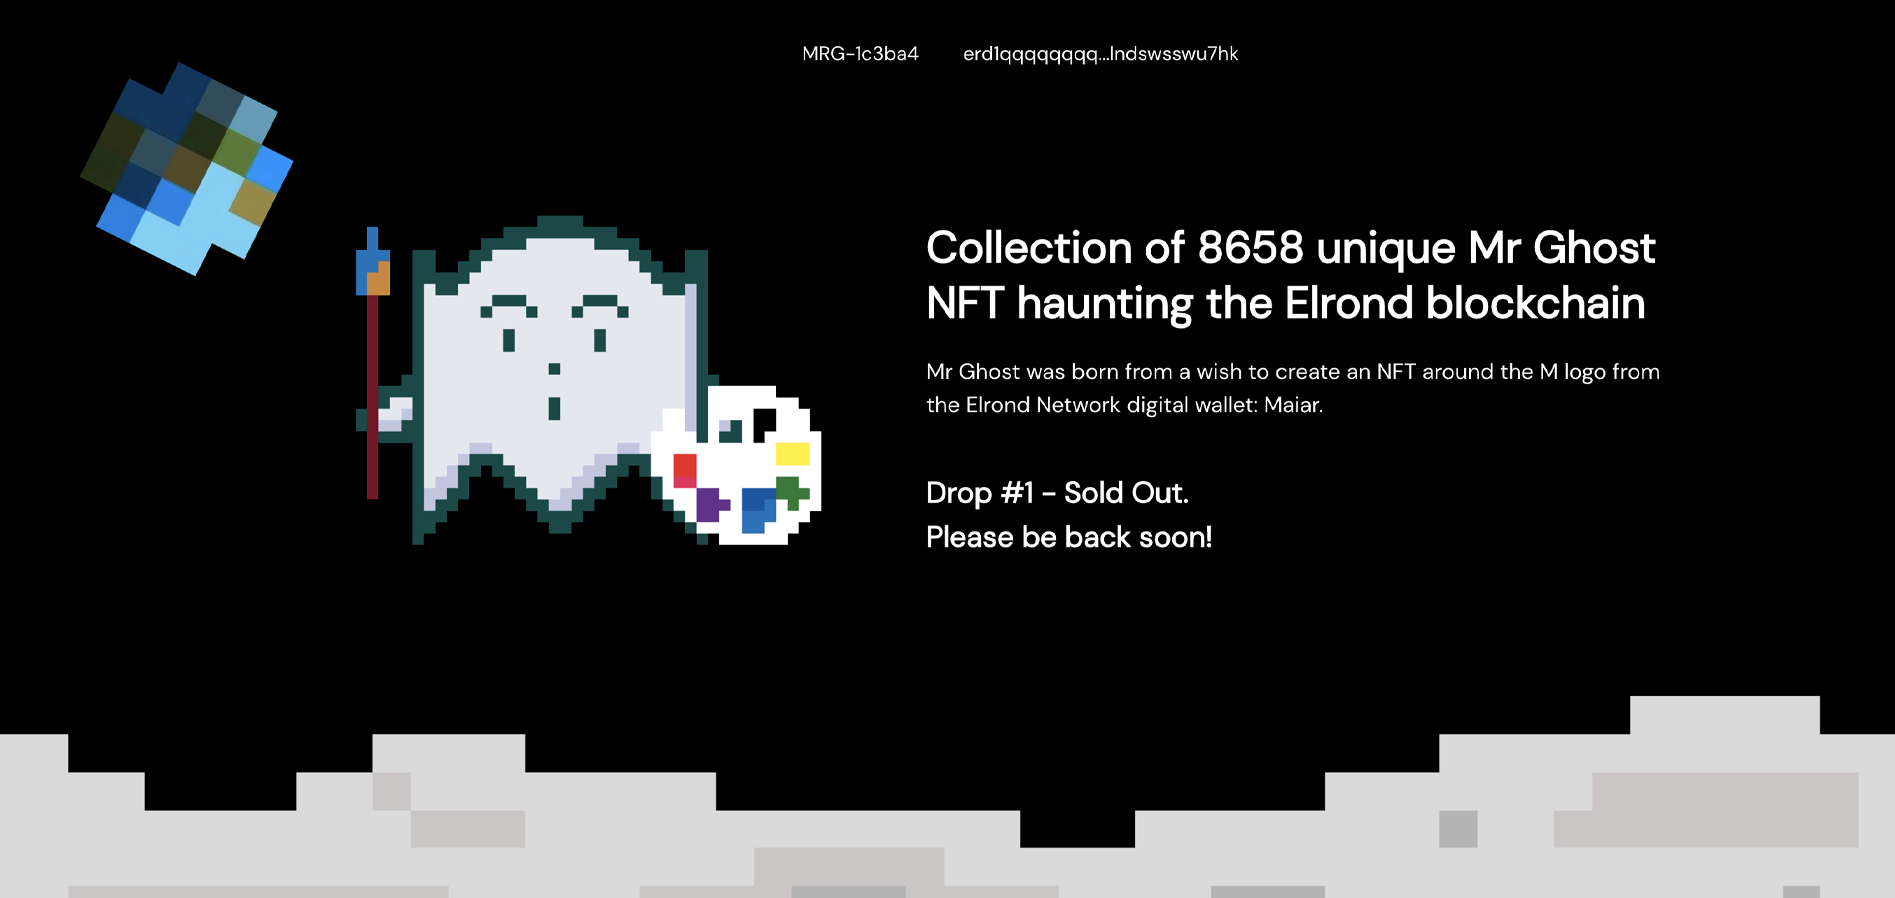 MRG-1c3ba4 erd1qqqqqqqq...lndswsswu7hk
Collection of 8658 unique Mr Ghost
NFT haunting the Elrond blockchain
Mr Ghost was born from a wish to create an NFT around the M logo from
the Elrond Network digital wallet: Maiar.
Drop #1 - Sold Out.
Please be back soon!